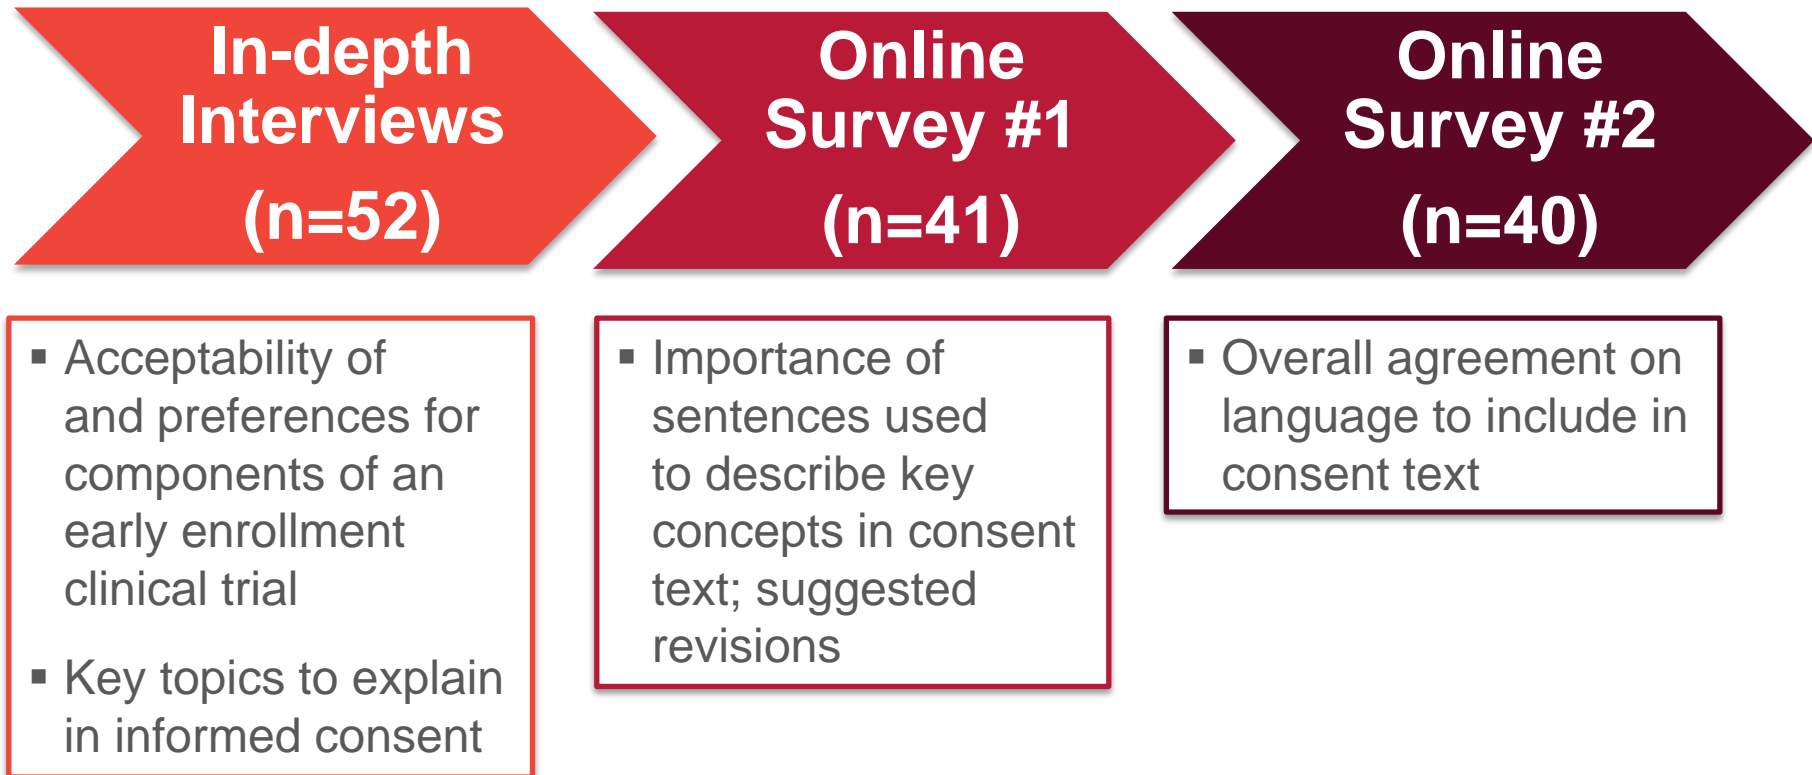 In-depth
Interviews
(n=52)
Online
Survey #1
(n=41)
Online
Survey #2
(n=40)
▪ Acceptability of
and preferences for
components of an
early enrollment
clinical trial
▪ Key topics to explain
in informed consent
▪ Importance of
sentences used
to describe key
concepts in consent
text; suggested
revisions
▪ Overall agreement on
language to include in
consent text